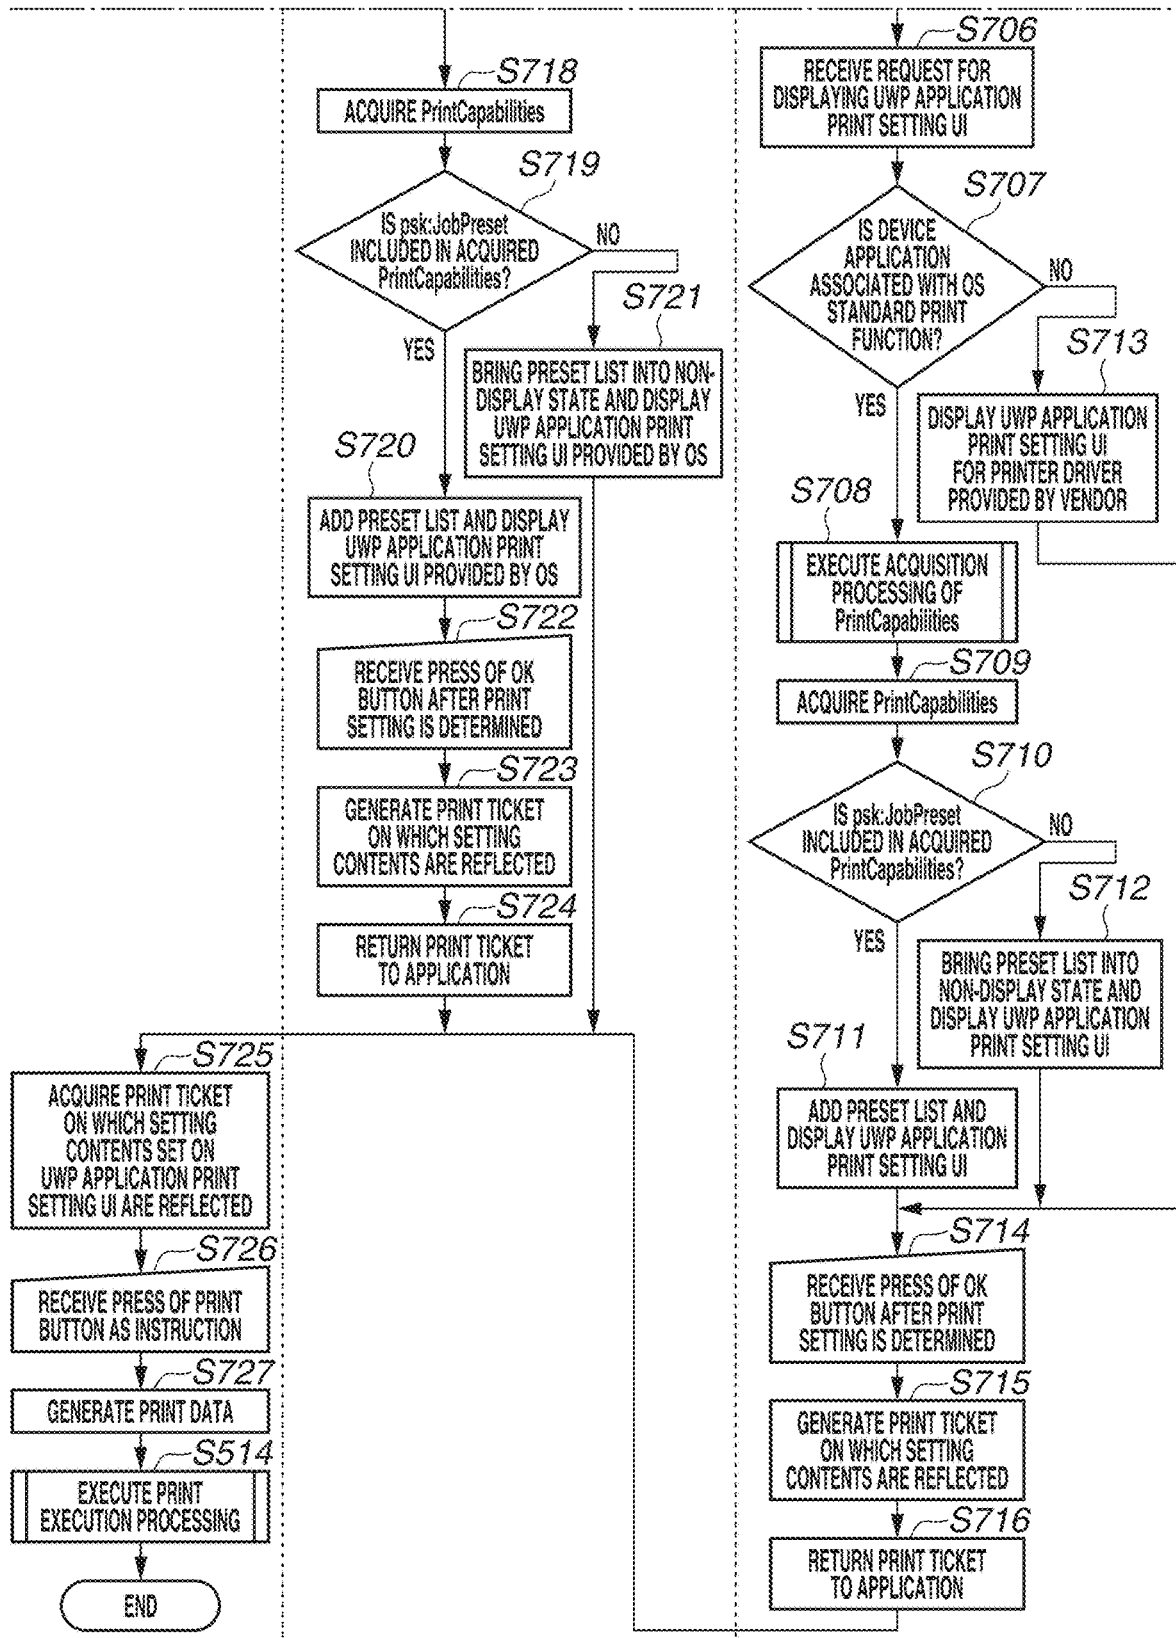 S718
ACQUIRE PrintCapabilities
S719
IS psk:JobPreset
INCLUDED IN ACQUIRED
PrintCapabilities?
NO
YES
S721
BRING PRESET LIST INTO NON-
DISPLAY STATE AND DISPLAY
UWP APPLICATION PRINT
SETTING UI PROVIDED BY OS
S720
ADD PRESET LIST AND DISPLAY
UWP APPLICATION PRINT
SETTING UI PROVIDED BY OS
S722
RECEIVE PRESS OF OK
BUTTON AFTER PRINT
SETTING IS DETERMINED
S723
GENERATE PRINT TICKET
ON WHICH SETTING
CONTENTS ARE REFLECTED
S724
RETURN PRINT TICKET
TO APPLICATION
S706
RECEIVE REQUEST FOR
DISPLAYING UWP APPLICATION
PRINT SETTING UI
S707
IS DEVICE
APPLICATION
ASSOCIATED WITH OS
STANDARD PRINT
FUNCTION?
NO
YES
S713
DISPLAY UWP APPLICATION
PRINT SETTING UI
FOR PRINTER DRIVER
PROVIDED BY VENDOR
S708
EXECUTE ACQUISITION
PROCESSING OF
PrintCapabilities
S709
ACQUIRE PrintCapabilities
S710
IS psk:JobPreset
INCLUDED IN ACQUIRED
PrintCapabilities?
NO
YES
S712
BRING PRESET LIST INTO
NON-DISPLAY STATE AND
DISPLAY UWP APPLICATION
PRINT SETTING UI
S711
ADD PRESET LIST AND
DISPLAY UWP APPLICATION
PRINT SETTING UI
S714
RECEIVE PRESS OF OK
BUTTON AFTER PRINT
SETTING IS DETERMINED
S715
GENERATE PRINT TICKET
ON WHICH SETTING
CONTENTS ARE REFLECTED
S716
RETURN PRINT TICKET
TO APPLICATION
S725
ACQUIRE PRINT TICKET
ON WHICH SETTING
CONTENTS SET ON
UWP APPLICATION PRINT
SETTING UI ARE REFLECTED
S726
RECEIVE PRESS OF PRINT
BUTTON AS INSTRUCTION
S727
GENERATE PRINT DATA
S514
EXECUTE PRINT
EXECUTION PROCESSING
END